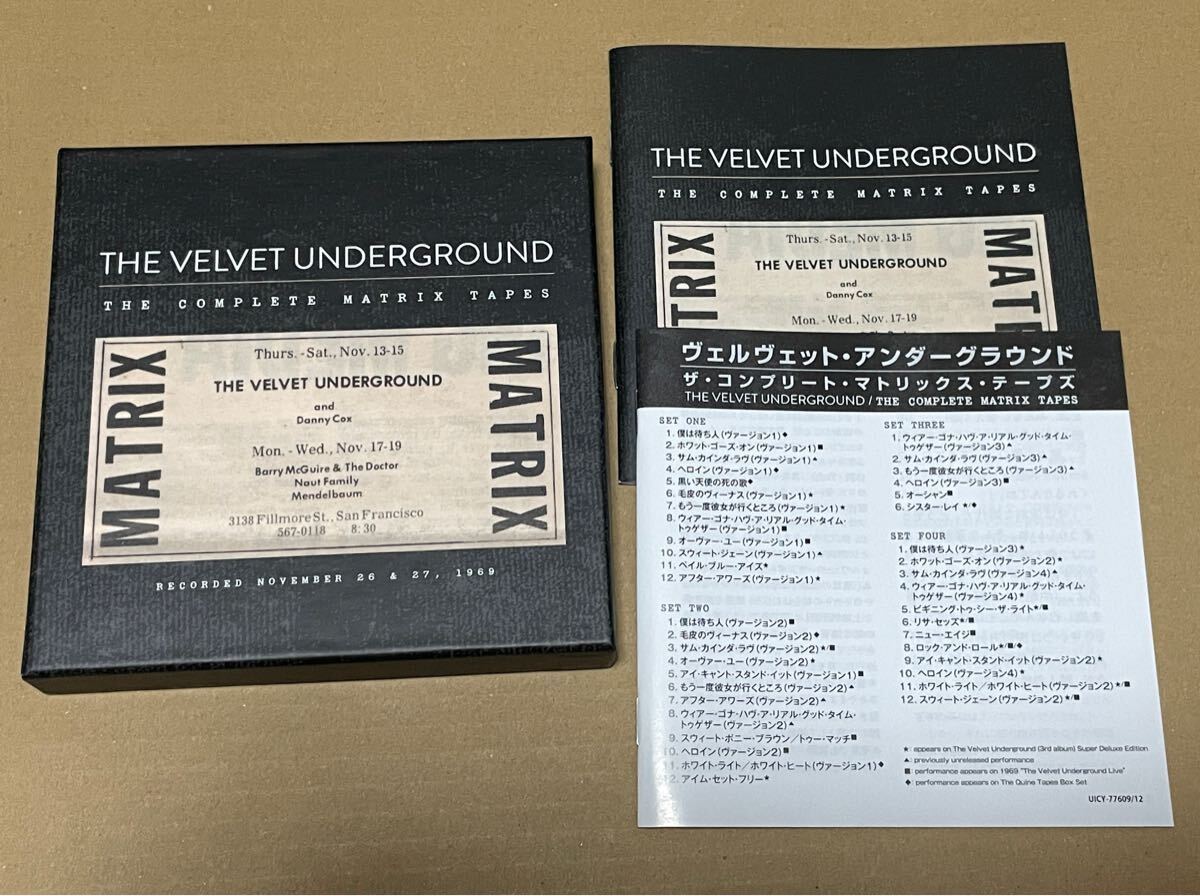 THE VELVET UNDERGROUND
THE COMPLETE MATRIX TAPES
MATRIX
Thurs. -Sat., Nov. 13-15
THE VELVET UNDERGROUND
and
Danny Cox
Mon. - Wed., Nov. 17-19
Barry McGuire & The Doctor
Naut Family
Mendelbaum
3138 Fillmore St., San Francisco
567-0118 8:30
MATRIX
RECORDED NOVEMBER 26 & 27, 1969
THE VELVET UNDERGROUND
THE COMPLETE MATRIX TAPES
TRIX
Thurs. -Sat., Nov. 13-15
THE VELVET UNDERGROUND
and
Danny Cox
Mon. - Wed., Nov. 17-19
MAT
ヴェルヴェット・アンダーグラウンド
ザ・コンプリート・マトリックス・テープズ
THE VELVET UNDERGROUND / THE COMPLETE MATRIX TAPES
SET ONE
1. 僕は待ち人(ヴァージョン1)◆
2. ホワット・ゴーズ・オン(ヴァージョン1)■
3. サム・カインダ・ラヴ(ヴァージョン1)▲
4. ヘロイン(ヴァージョン1)◆
5. 黒い天使の死の歌◆
6. 毛皮のヴィーナス(ヴァージョン1)▲
7. もう一度彼女が行くところ(ヴァージョン1)★
8. ウィアー・ゴナ・ハヴ・ア・リアル・グッド・タイム・
トゥゲザー(ヴァージョン1)■
9. オーヴァー・ユー(ヴァージョン1)■
10. スウィート・ジェーン(ヴァージョン1)▲
11. ペイル・ブルー・アイズ★
12. アフター・アワーズ(ヴァージョン1)★
SET TWO
1. 僕は待ち人(ヴァージョン2)■
2. 毛皮のヴィーナス(ヴァージョン2)◆
3. サム・カインダ・ラヴ(ヴァージョン2)★/■
4. オーヴァー・ユー(ヴァージョン2)★
5. アイ・キャント・スタンド・イット(ヴァージョン1)■
6. もう一度彼女が行くところ(ヴァージョン2)▲
7. アフター・アワーズ(ヴァージョン2)▲
8. ウィアー・ゴナ・ハヴ・ア・リアル・グッド・タイム・
トゥゲザー(ヴァージョン2)▲
9. スウィート・ボニー・ブラウン/トゥー・マッチ■
10. ヘロイン(ヴァージョン2)■
11. ホワイト・ライト/ホワイト・ヒート(ヴァージョン1)◆
12. アイム・セット・フリー★
SET THREE
1. ウィアー・ゴナ・ハヴ・ア・リアル・グッド・タイム・
トゥゲザー(ヴァージョン3)▲
2. サム・カインダ・ラヴ(ヴァージョン3)▲
3. もう一度彼女が行くところ(ヴァージョン3)▲
4. ヘロイン(ヴァージョン3)■
5. オーシャン■
6. シスター・レイ★/◆
SET FOUR
1. 僕は待ち人(ヴァージョン3)★
2. ホワット・ゴーズ・オン(ヴァージョン2)★
3. サム・カインダ・ラヴ(ヴァージョン4)▲
4. ウィアー・ゴナ・ハヴ・ア・リアル・グッド・タイム・
トゥゲザー(ヴァージョン4)★
5. ビギニング・トゥ・シー・ザ・ライト★/■
6. リサ・セッズ★/■
7. ニュー・エイジ■
8. ロック・アンド・ロール★/■/◆
9. アイ・キャント・スタンド・イット(ヴァージョン2)★
10. ヘロイン(ヴァージョン4)★
11. ホワイト・ライト/ホワイト・ヒート(ヴァージョン2)★/■
12. スウィート・ジェーン(ヴァージョン2)★/■
★: appears on The Velvet Underground (3rd album) Super Deluxe Edition
▲: previously unreleased performance
■: performance appears on 1969 "The Velvet Underground Live"
◆: performance appears on The Quine Tapes Box Set
UICY-77609/12